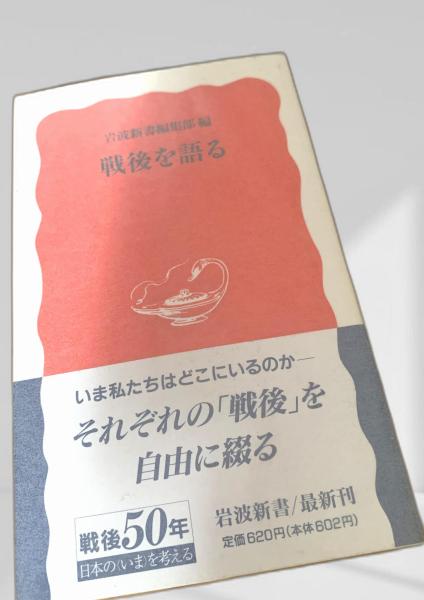 岩波新書編集部 編
戦後を語る
いま私たちはどこにいるのか―
それぞれの「戦後」を
自由に綴る
戦後50年
日本の〈いま〉を考える
岩波新書/最新刊
定価620円(本体602円)